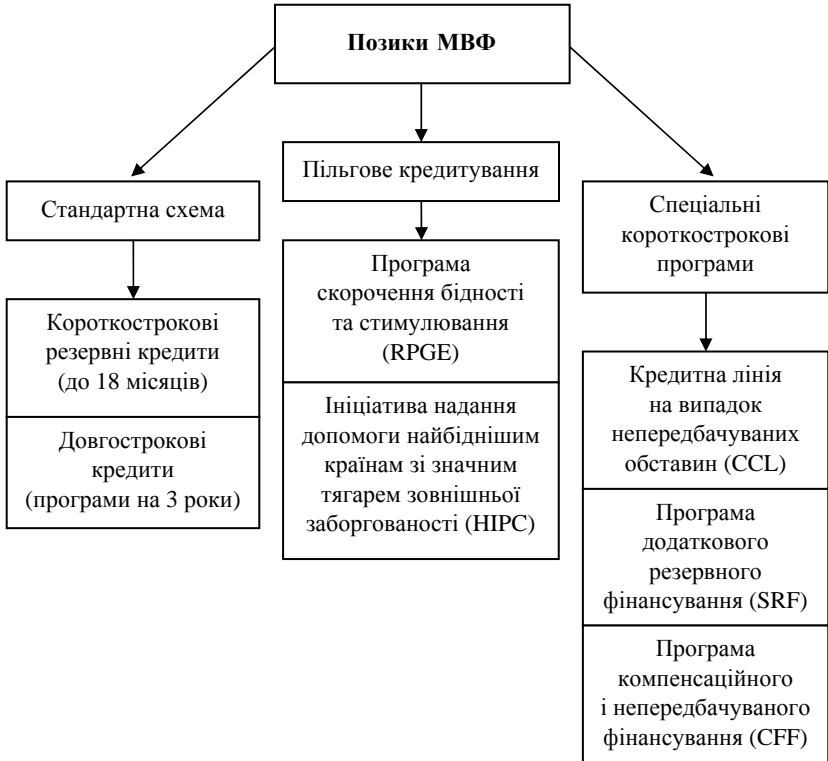 Позики МВФ
Стандартна схема
Короткострокові
резервні кредити
(до 18 місяців)
Довгострокові
кредити
(програми на 3 роки)
Пільгове кредитування
Програма
скорочення бідності
та стимулювання
(RPGE)
Ініціатива надання
допомоги найбіднішим
країнам зі значним
тягарем зовнішньої
заборгованості (HIPC)
Спеціальні
короткострокові
програми
Кредитна лінія
на випадок
непередбачуваних
обставин (CCL)
Програма
додаткового
резервного
фінансування (SRF)
Програма
компенсаційного
і непередбачуваного
фінансування (CFF)